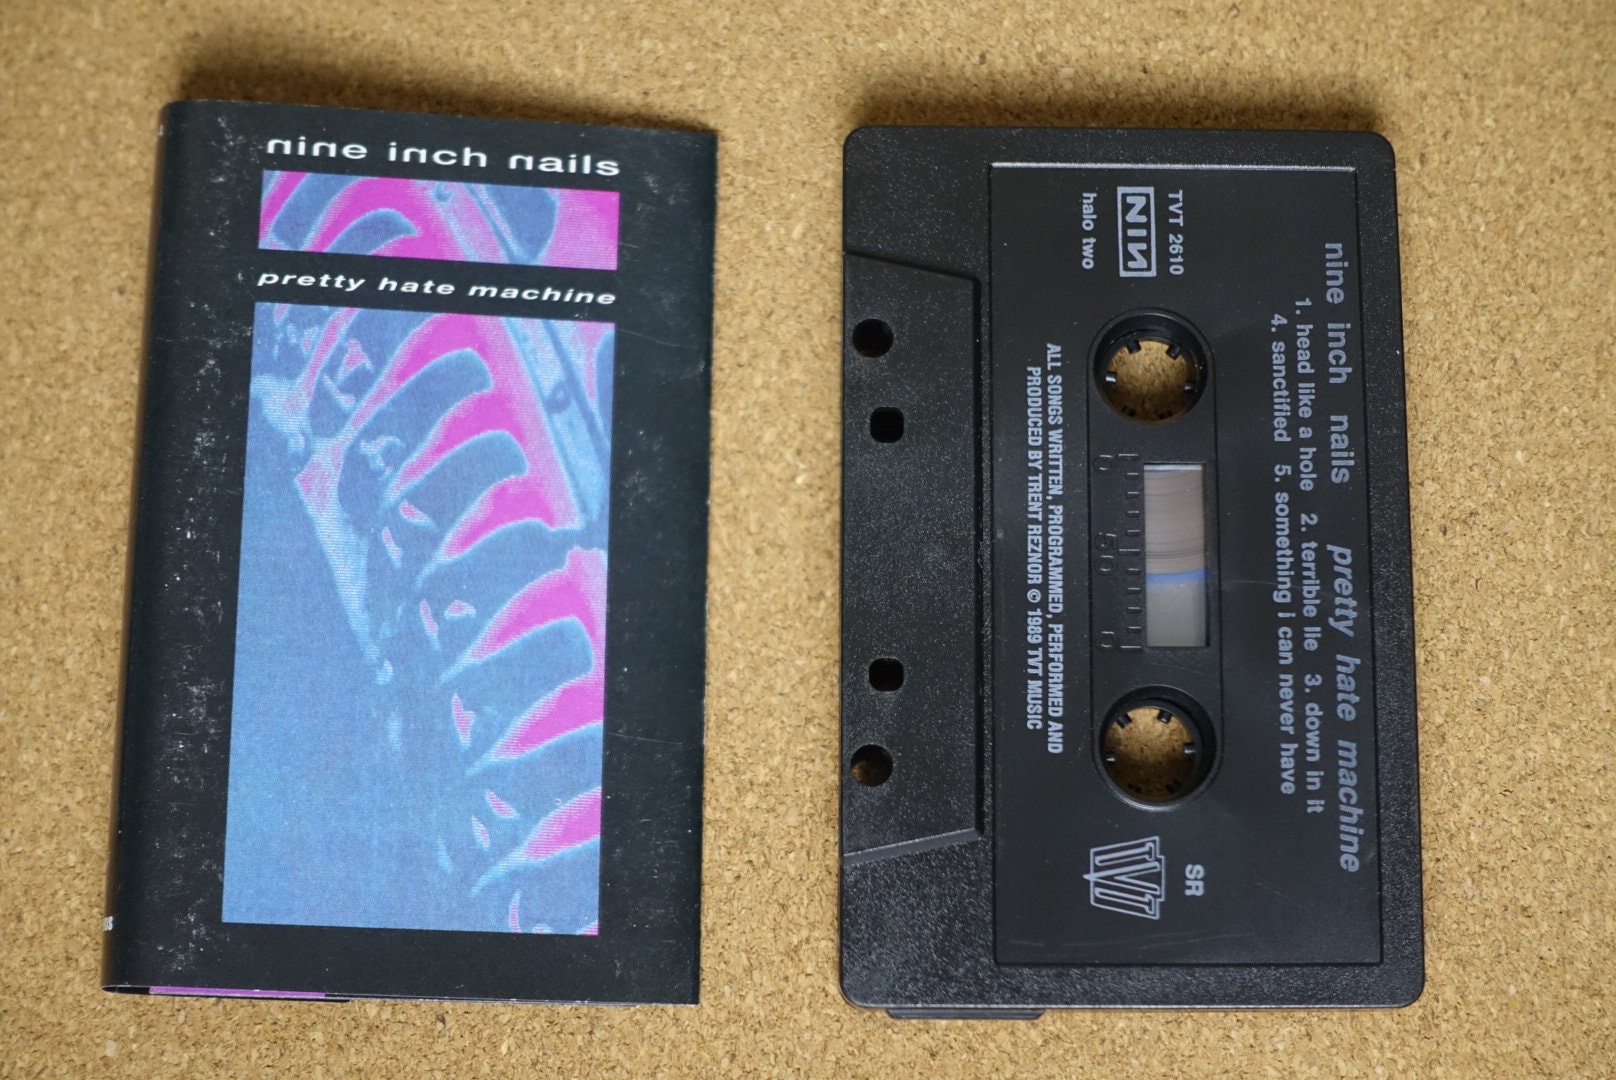 nine inch nails
pretty hate machine
nine inch nails pretty hate machine
1. head like a hole 2. terrible lie 3. down in it
4. sanctified 5. something i can never have
TVT 2610
NIN
halo two
0 50 0
SR
TVT
ALL SONGS WRITTEN, PROGRAMMED, PERFORMED AND
PRODUCED BY TRENT REZNOR © 1989 TVT MUSIC